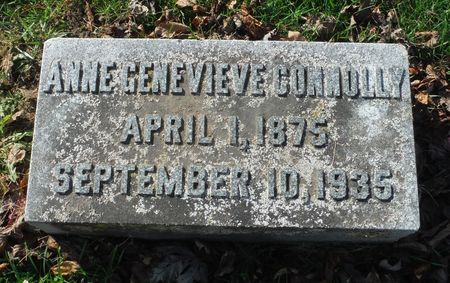 ANNE GENEVIEVE CONNOLLY
APRIL 1, 1875
SEPTEMBER 10, 1935